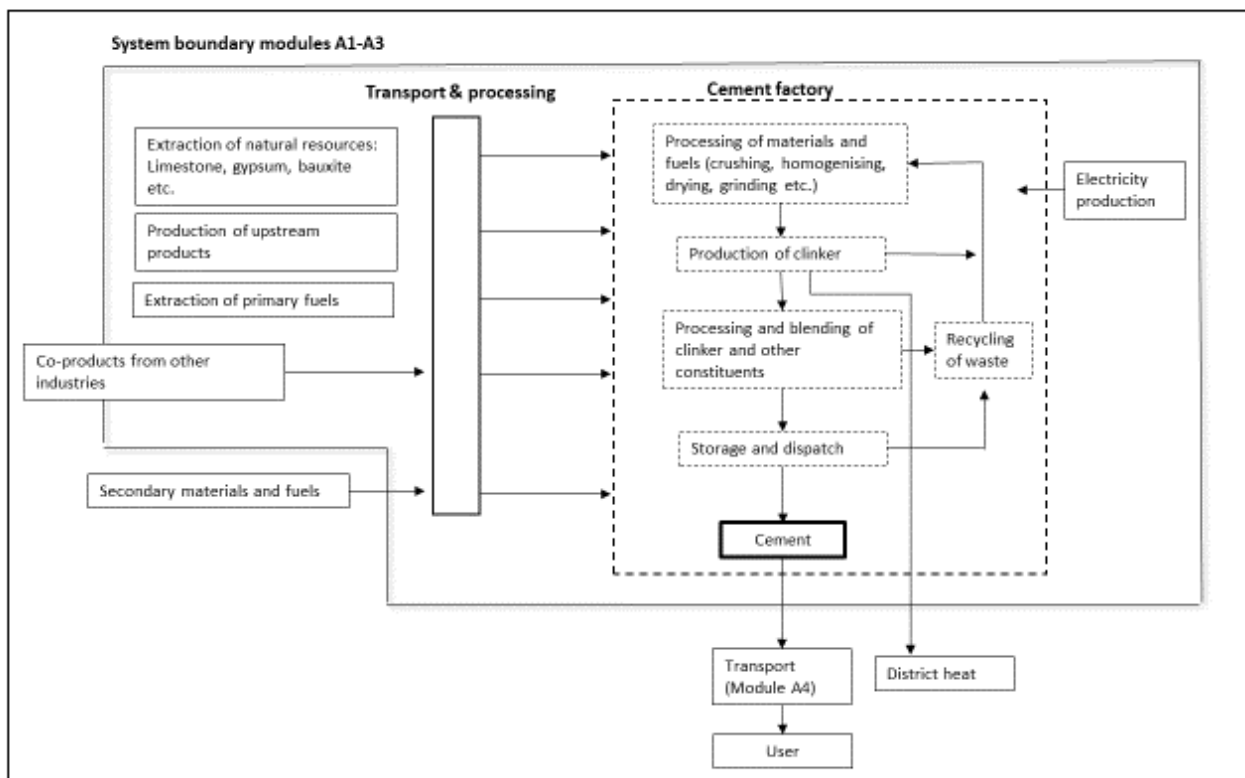 System boundary modules A1-A3
Transport & processing
Cement factory
Extraction of natural resources:
Limestone, gypsum, bauxite
etc.
Production of upstream
products
Extraction of primary fuels
Co-products from other
industries
Secondary materials and fuels
Processing of materials and
fuels (crushing, homogenising,
drying, grinding etc.)
Production of clinker
Processing and blending of
clinker and other
constituents
Storage and dispatch
Cement
Recycling
of waste
Electricity
production
Transport
(Module A4)
District heat
User